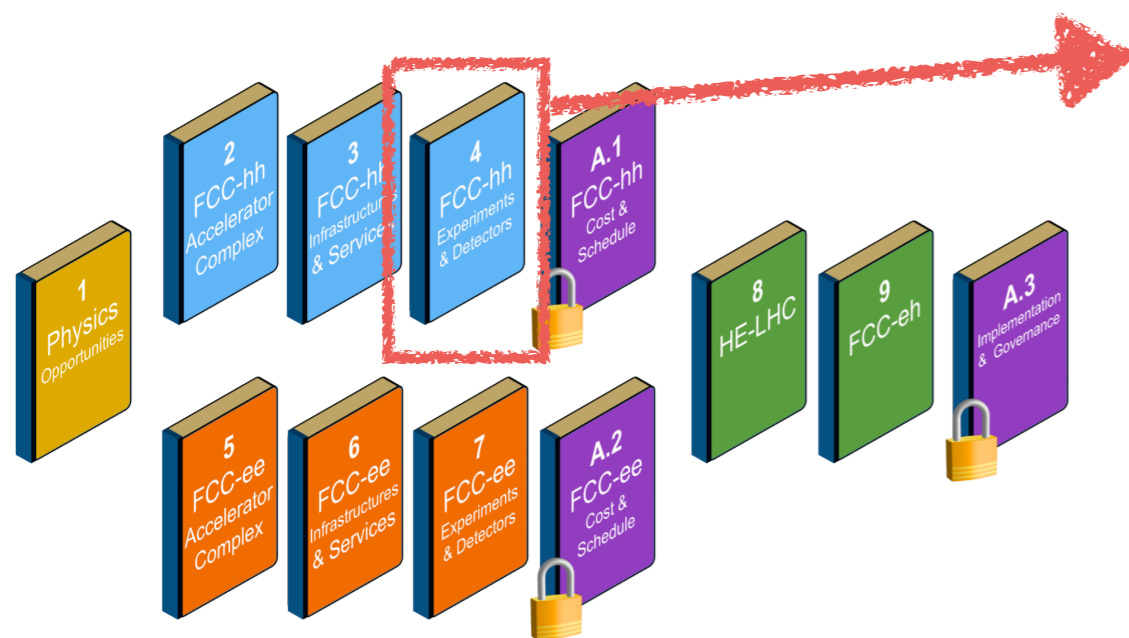 1
Physics
Opportunities
2
FCC-hh
Accelerator
Complex
3
FCC-hh
Infrastructures
& Services
4
FCC-hh
Experiments
& Detectors
A.1
FCC-hh
Cost &
Schedule
5
FCC-ee
Accelerator
Complex
6
FCC-ee
Infrastructures
& Services
7
FCC-ee
Experiments
& Detectors
A.2
FCC-ee
Cost &
Schedule
8
HE-LHC
9
FCC-eh
A.3
Implementation
& Governance